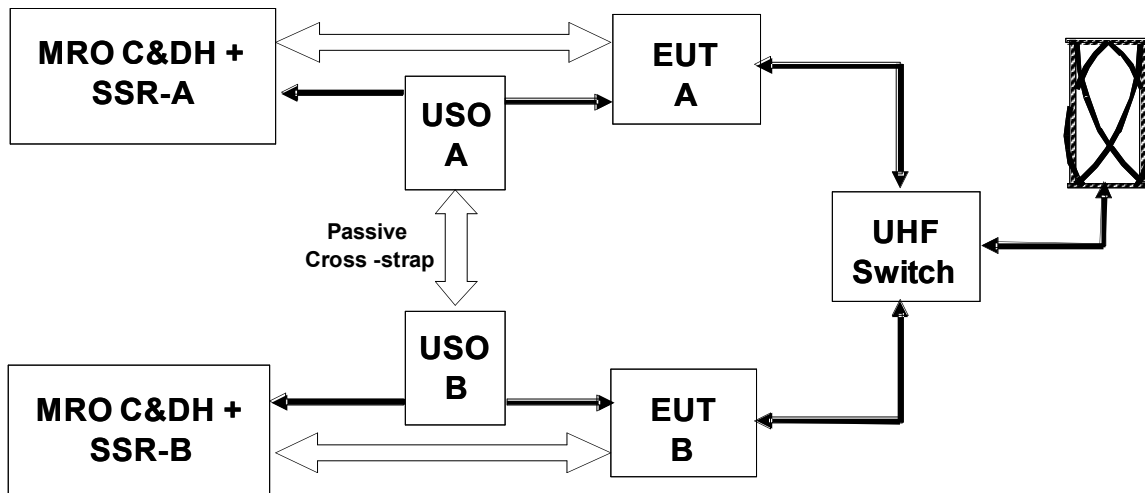 MRO C&DH +
SSR-A
USO
A
EUT
A
Passive
Cross -strap
UHF
Switch
USO
B
MRO C&DH +
SSR-B
EUT
B